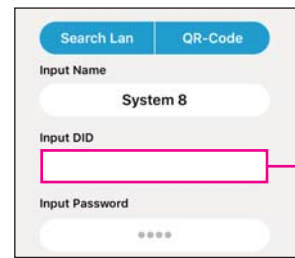 Search Lan QR-Code
Input Name
System 8
Input DID
Input Password